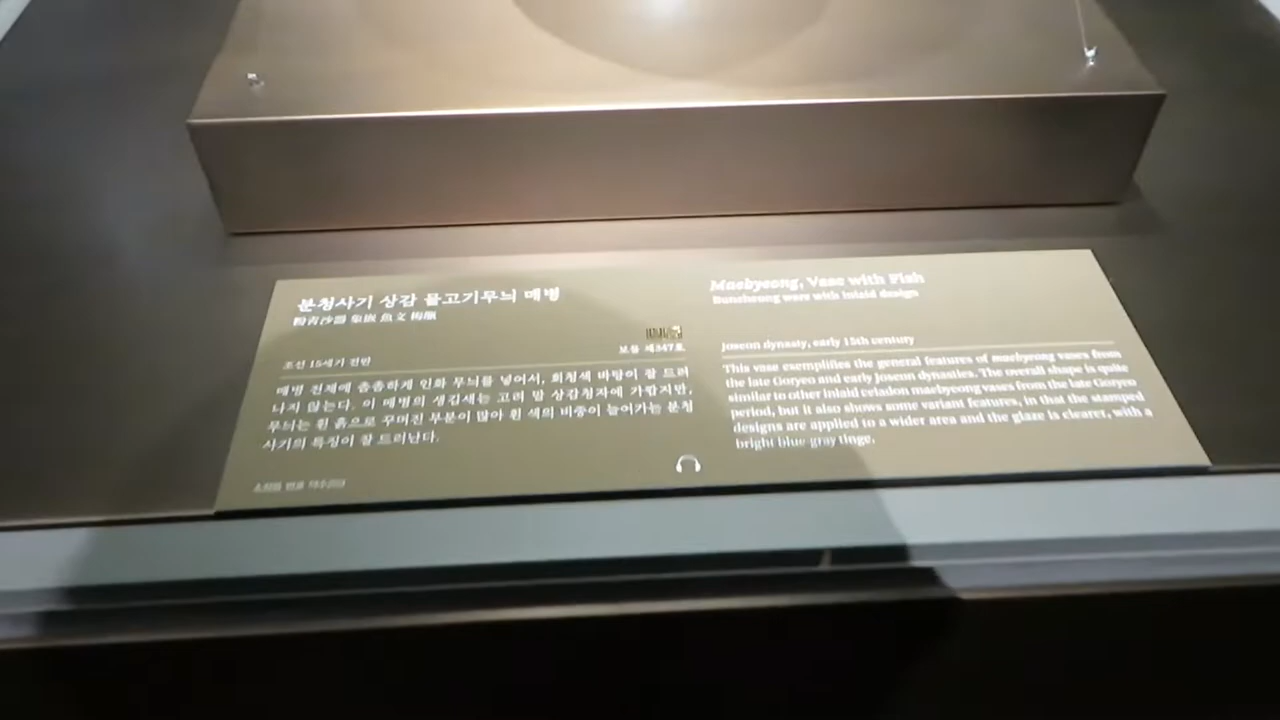 분청사기 상감 물고기무늬 매병
粉靑沙器 象嵌 魚文 梅甁
보물 제347호
조선 15세기 전반
매병 전체에 촘촘하게 인화 무늬를 넣어서, 회청색 바탕이 잘 드러
나지 않는다. 이 매병의 생김새는 고려 말 상감청자에 가깝지만,
무늬는 흰 흙으로 꾸며진 부분이 많아 흰 색의 비중이 늘어가는 분청
사기의 특징이 잘 드러난다.
Maebyeong, Vase with Fish
Buncheong ware with inlaid design
Joseon dynasty, early 15th century
This vase exemplifies the general features of maebyeong vases from
the late Goryeo and early Joseon dynasties. The overall shape is quite
similar to other inlaid celadon maebyeong vases from the late Goryeo
period, but it also shows some variant features, in that the stamped
designs are applied to a wider area and the glaze is clearer, with a
bright blue-gray tinge.